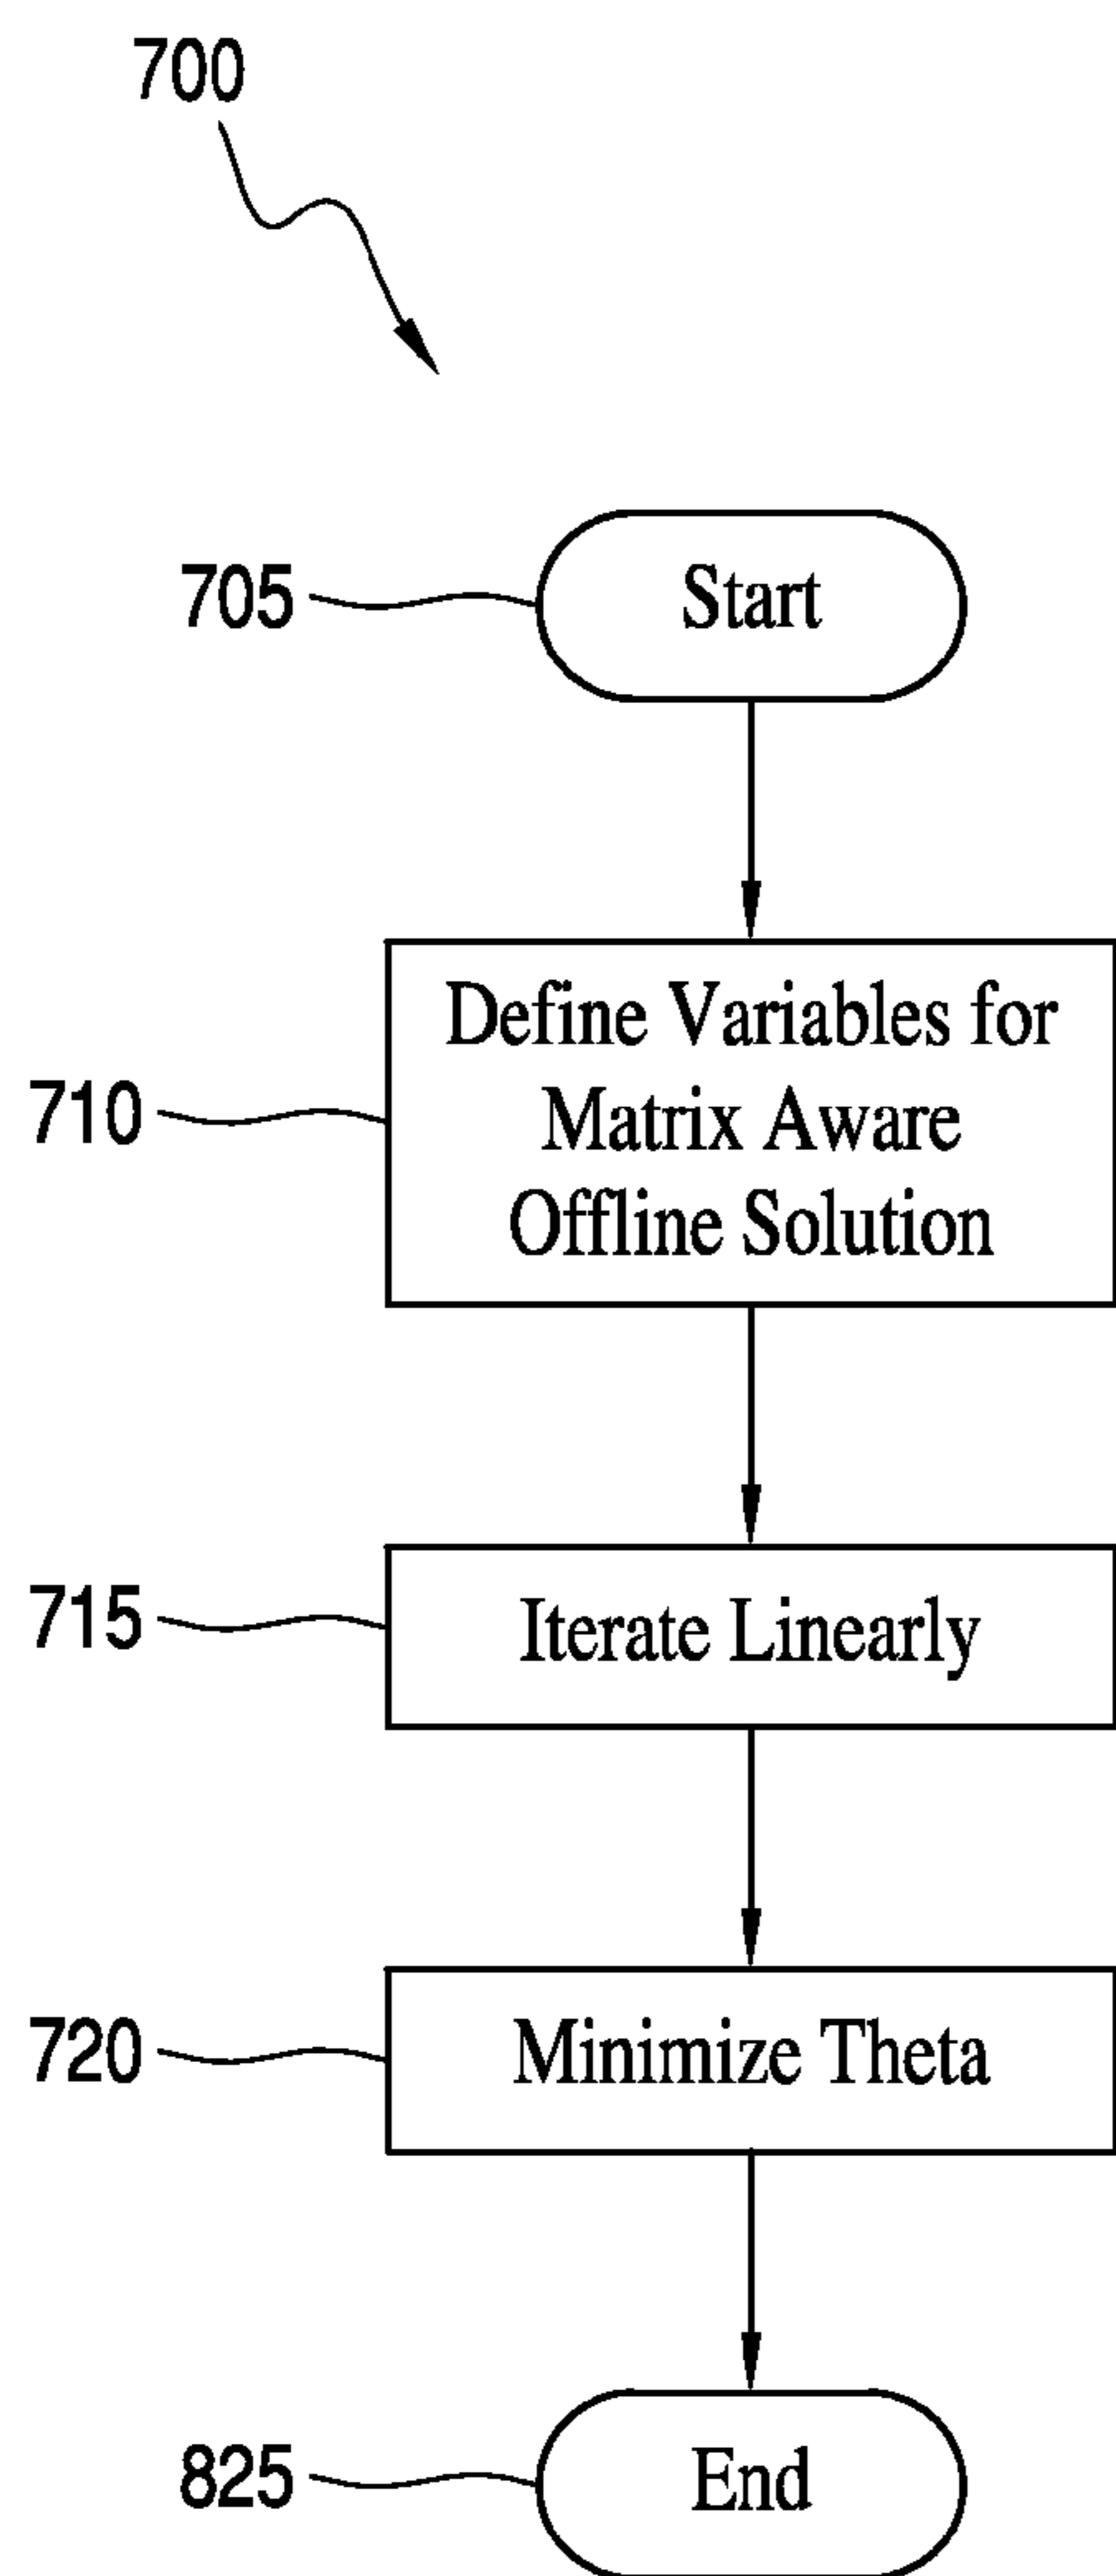 700
705
Start
710
Define Variables for
Matrix Aware
Offline Solution
715
Iterate Linearly
720
Minimize Theta
825
End